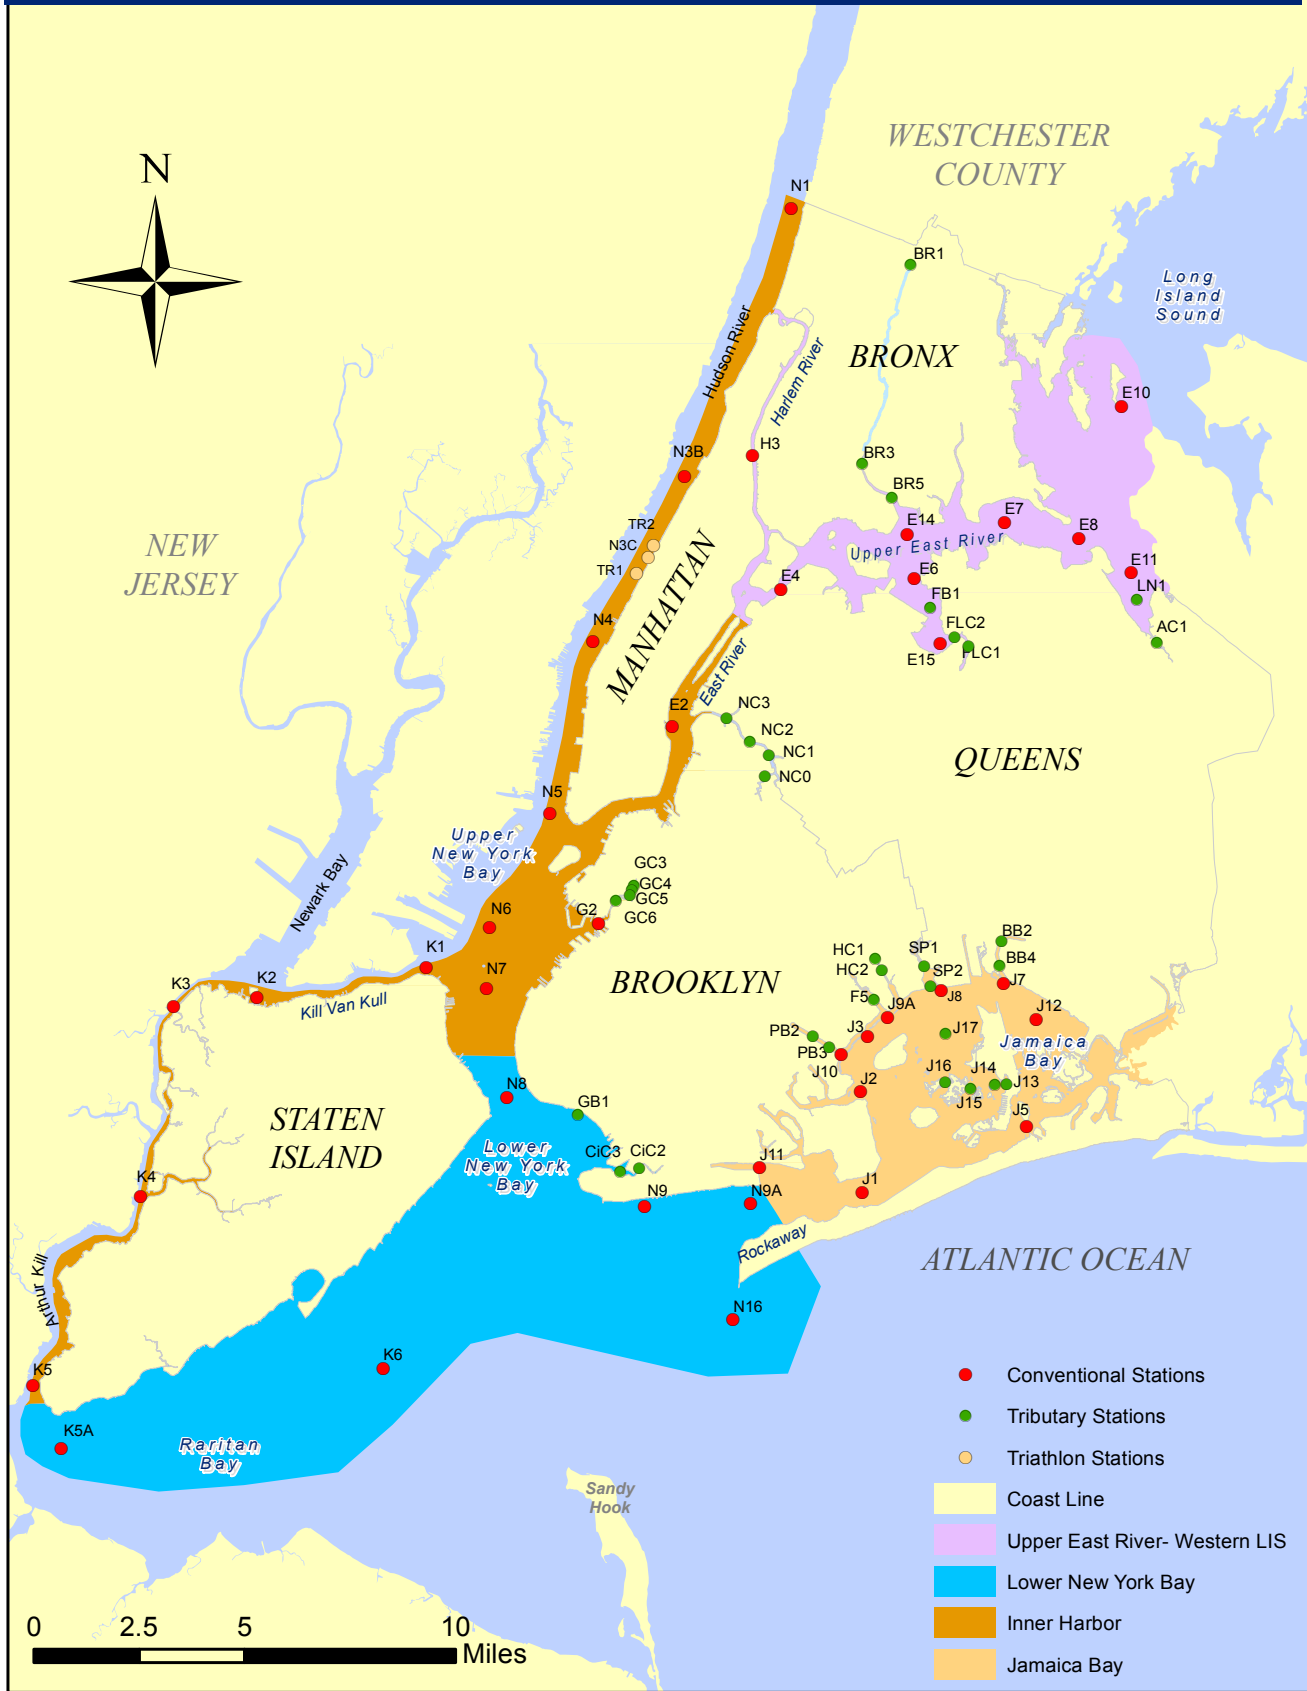 WESTCHESTER
COUNTY
N
N1
BR1
Long
Island
Sound
Hudson River
Harlem River
BRONX
E10
H3
N3B
BR3
BR5
TR2
N3C
TR1
E14
E7
E8
Upper East River
NEW
JERSEY
MANHATTAN
E4
E6
E11
LN1
FB1
FLC2
FLC1
E15
AC1
N4
East River
E2
NC3
NC2
NC1
NC0
QUEENS
N5
Upper
New York
Bay
Newark Bay
GC3
GC4
GC5
GC6
G2
N6
K1
N7
K2
K3
Kill Van Kull
BROOKLYN
HC1
HC2
SP1
SP2
BB2
BB4
J7
J8
F5
J9A
J12
J3
PB2
PB3
J10
J17
Jamaica
Bay
J2
J16
J14
J13
J15
J5
N8
GB1
STATEN
ISLAND
Lower
New York
Bay
CiC3
CiC2
J11
K4
N9
N9A
J1
Rockaway
ATLANTIC OCEAN
Arthur Kill
N16
K6
K5
K5A
Raritan
Bay
Sandy
Hook
Conventional Stations
Tributary Stations
Triathlon Stations
Coast Line
Upper East River- Western LIS
Lower New York Bay
Inner Harbor
Jamaica Bay
0 2.5 5 10
Miles